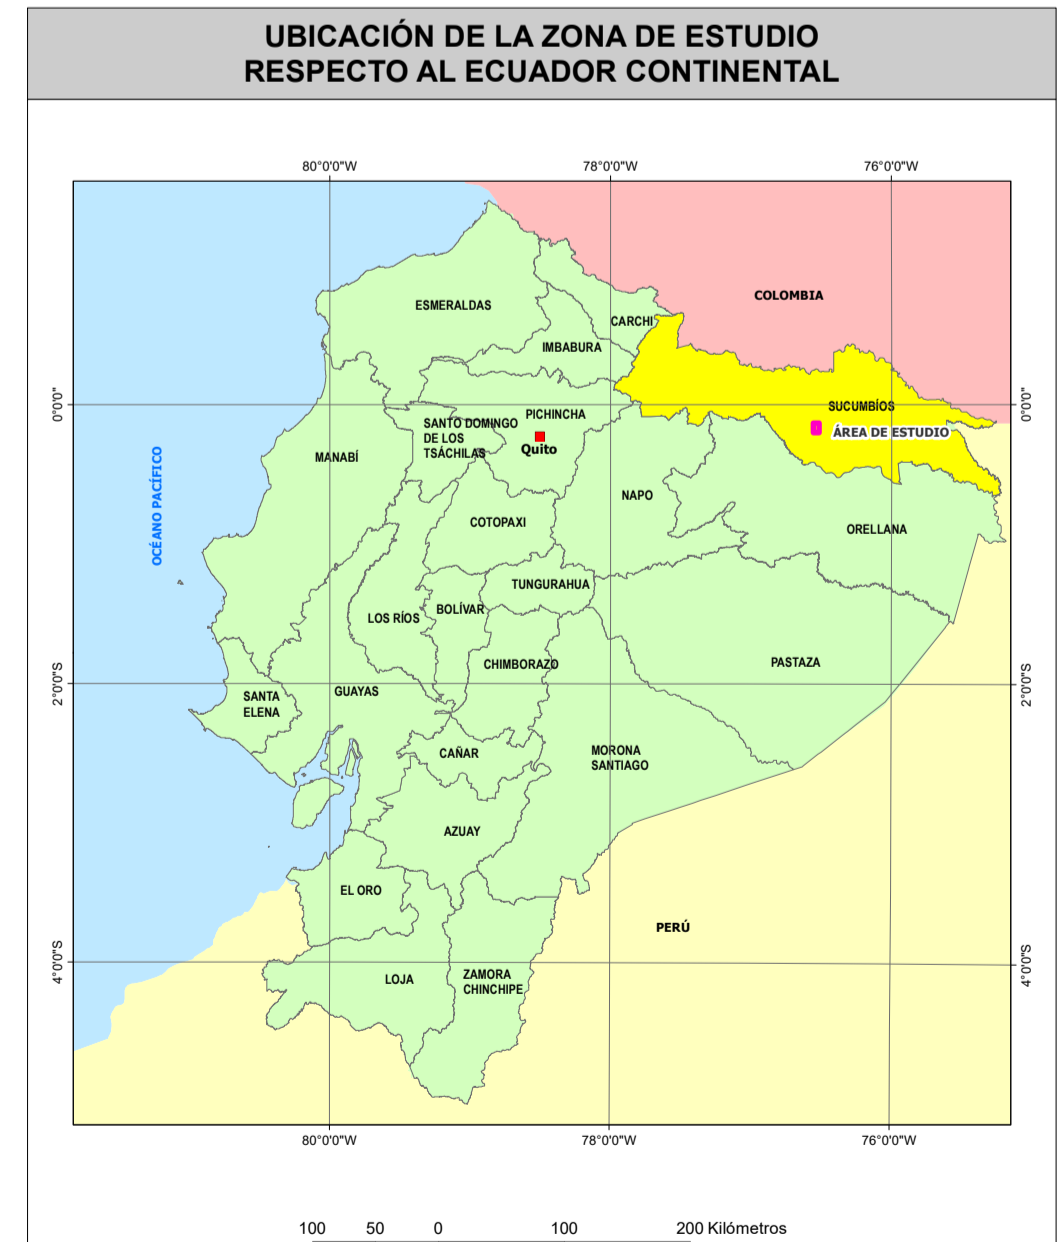 UBICACIÓN DE LA ZONA DE ESTUDIO
RESPECTO AL ECUADOR CONTINENTAL
80°0'0"W
78°0'0"W
76°0'0"W
COLOMBIA
ESMERALDAS
CARCHI
IMBABURA
0°0'0"
0°0'0"
SUCUMBÍOS
PICHINCHA
SANTO DOMINGO
DE LOS
TSÁCHILAS
ÁREA DE ESTUDIO
Quito
MANABÍ
OCÉANO PACÍFICO
NAPO
COTOPAXI
ORELLANA
TUNGURAHUA
BOLÍVAR
LOS RÍOS
CHIMBORAZO
PASTAZA
2°0'0"S
2°0'0"S
SANTA
ELENA
GUAYAS
CAÑAR
MORONA
SANTIAGO
AZUAY
EL ORO
PERÚ
4°0'0"S
4°0'0"S
LOJA
ZAMORA
CHINCHIPE
80°0'0"W
78°0'0"W
76°0'0"W
100 50 0 100 200 Kilómetros